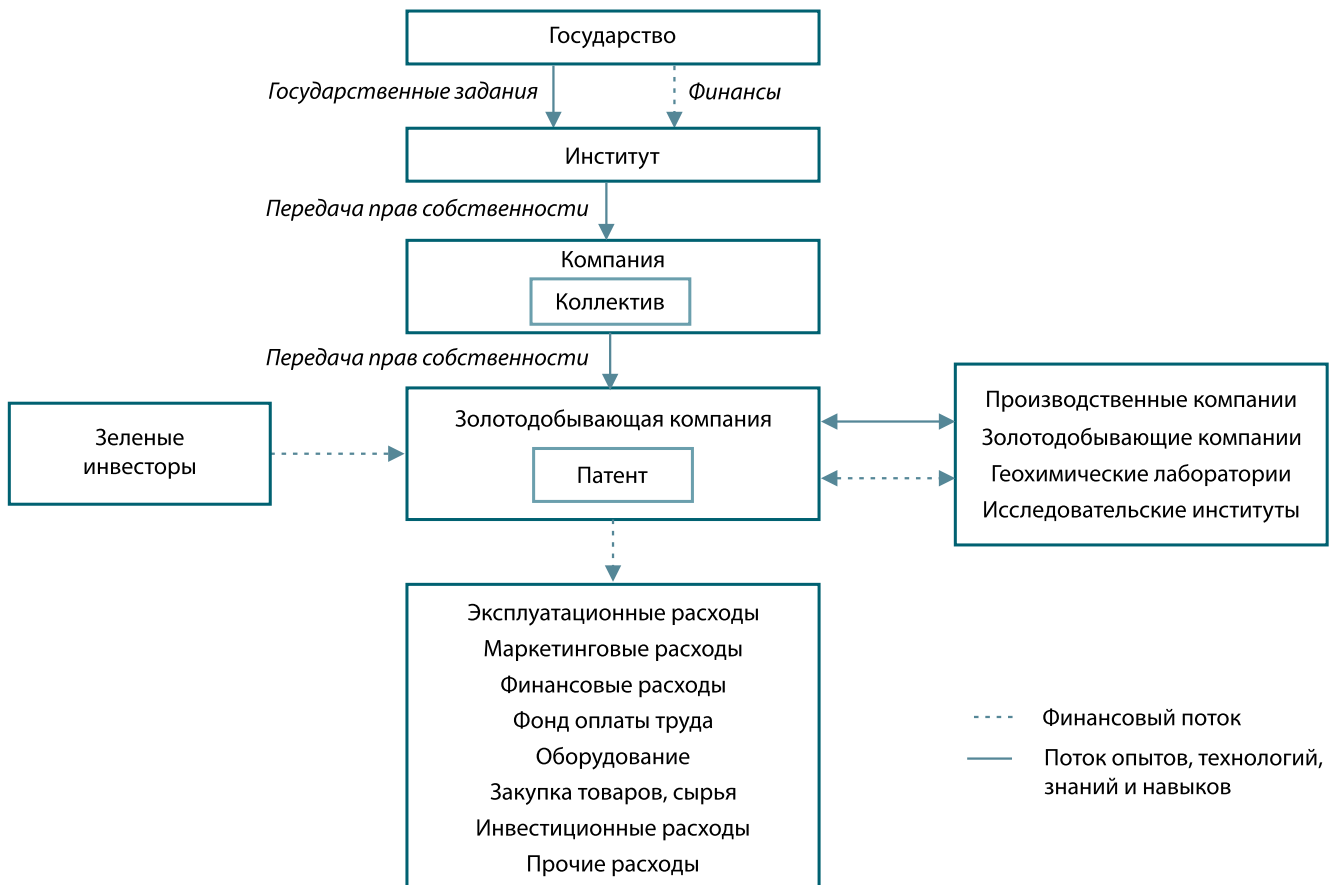 Государство
Государственные задания
Финансы
Институт
Передача прав собственности
Компания
Коллектив
Передача прав собственности
Зеленые
инвесторы
Золотодобывающая компания
Патент
Производственные компании
Золотодобывающие компании
Геохимические лаборатории
Исследовательские институты
Эксплуатационные расходы
Маркетинговые расходы
Финансовые расходы
Фонд оплаты труда
Оборудование
Закупка товаров, сырья
Инвестиционные расходы
Прочие расходы
Финансовый поток
Поток опытов, технологий,
знаний и навыков